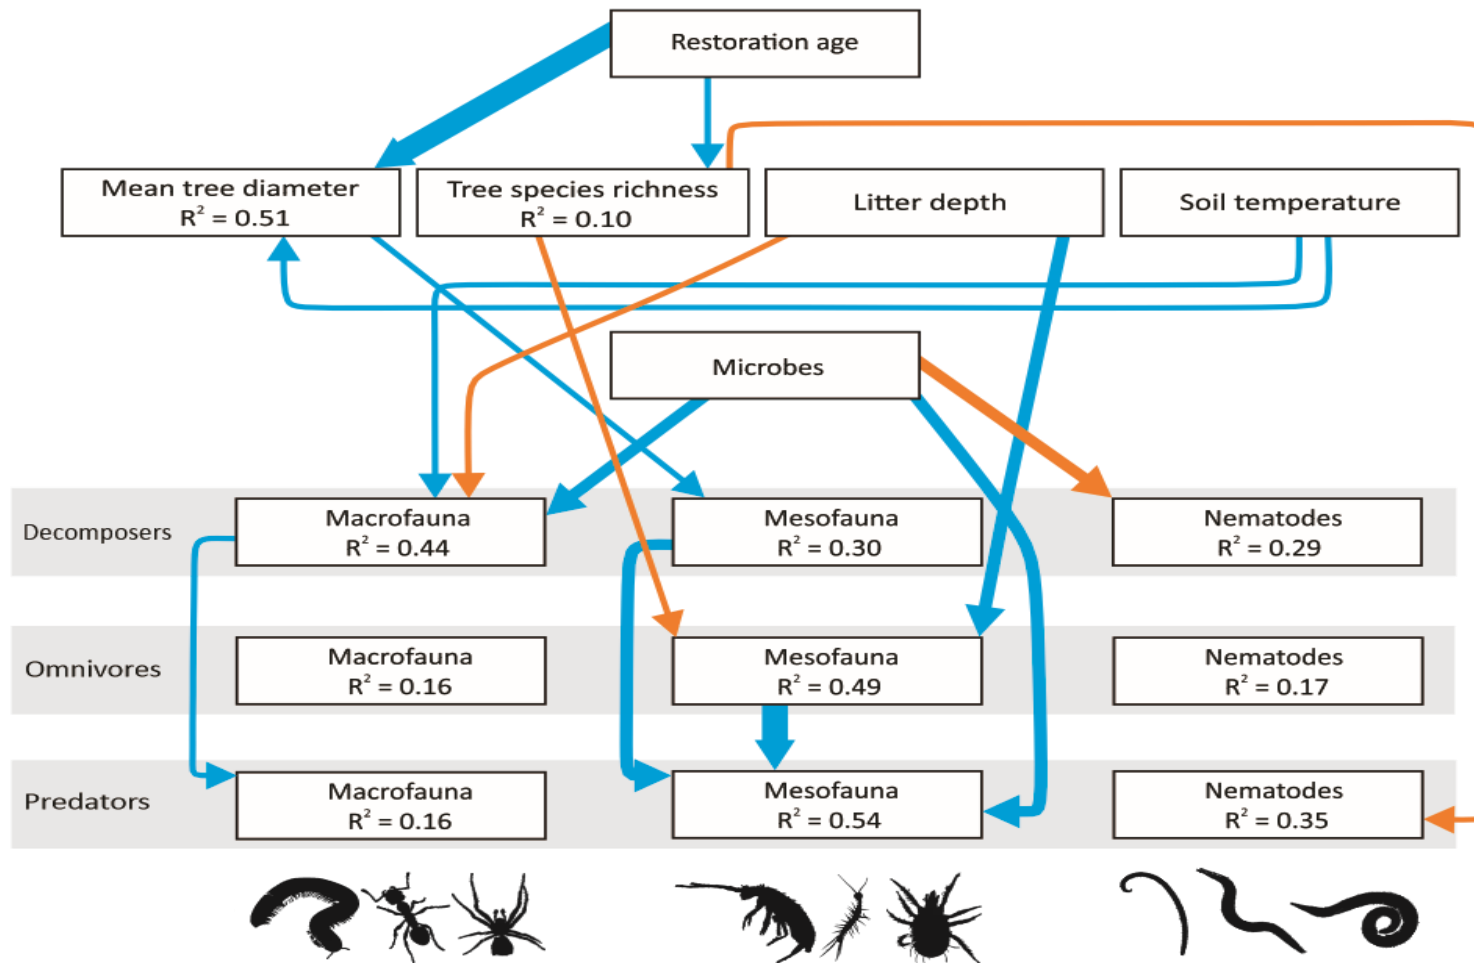 Restoration age
Mean tree diameter
R² = 0.51
Tree species richness
R² = 0.10
Litter depth
Soil temperature
Microbes
Decomposers
Macrofauna
R² = 0.44
Mesofauna
R² = 0.30
Nematodes
R² = 0.29
Omnivores
Macrofauna
R² = 0.16
Mesofauna
R² = 0.49
Nematodes
R² = 0.17
Predators
Macrofauna
R² = 0.16
Mesofauna
R² = 0.54
Nematodes
R² = 0.35